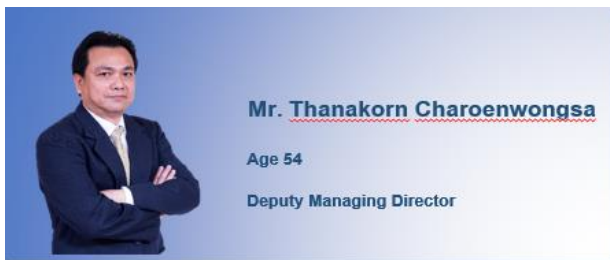 Mr. Thanakorn Charoenwongsa
Age 54
Deputy Managing Director